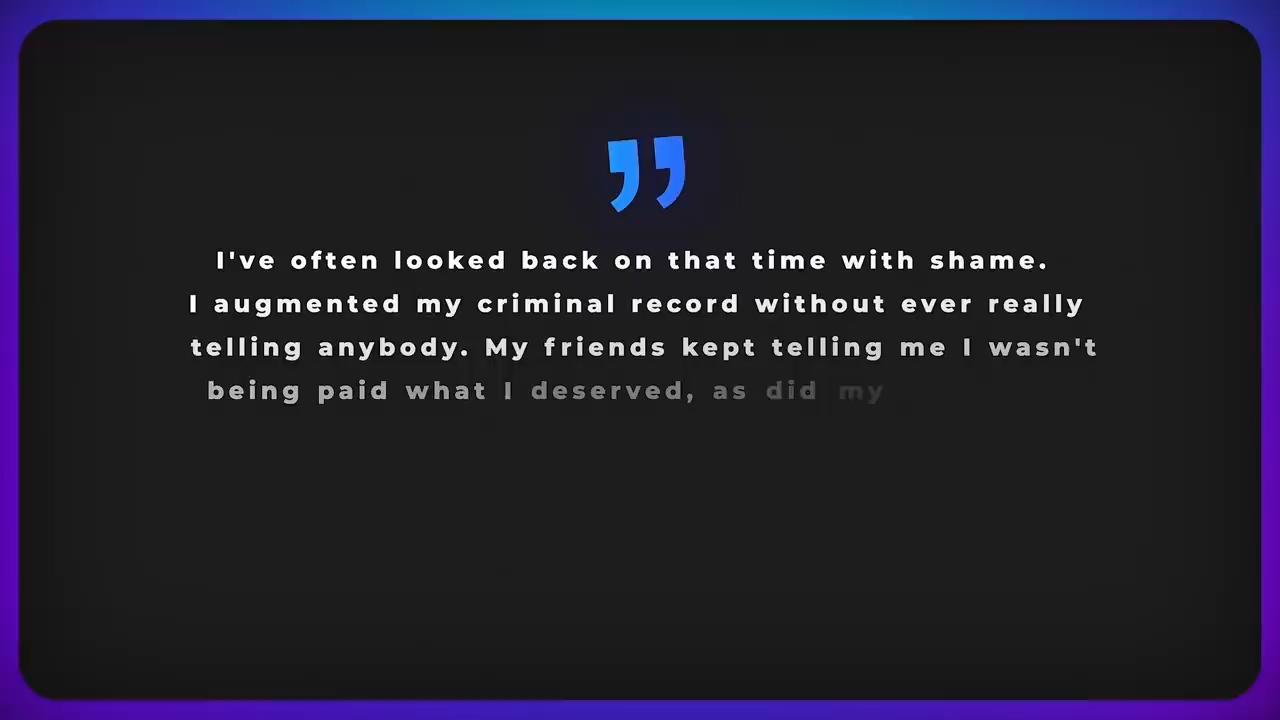 I've often looked back on that time with shame.
I augmented my criminal record without ever really
telling anybody. My friends kept telling me I wasn't
being paid what I deserved, as did my